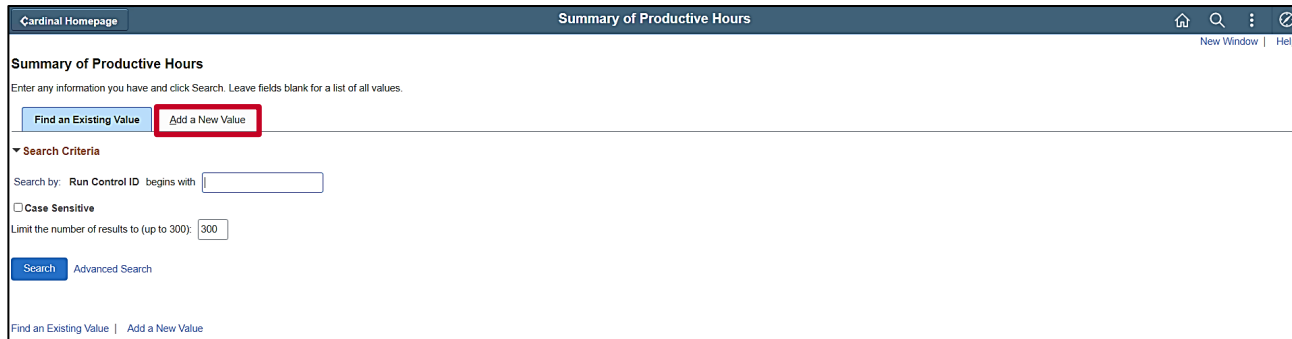 Cardinal Homepage
Summary of Productive Hours
New Window |
Summary of Productive Hours
Enter any information you have and click Search. Leave fields blank for a list of all values.
Find an Existing Value
Add a New Value
Search Criteria
Search by: Run Control ID begins with
Case Sensitive
Limit the number of results to (up to 300): 300
Search Advanced Search
Find an Existing Value | Add a New Value